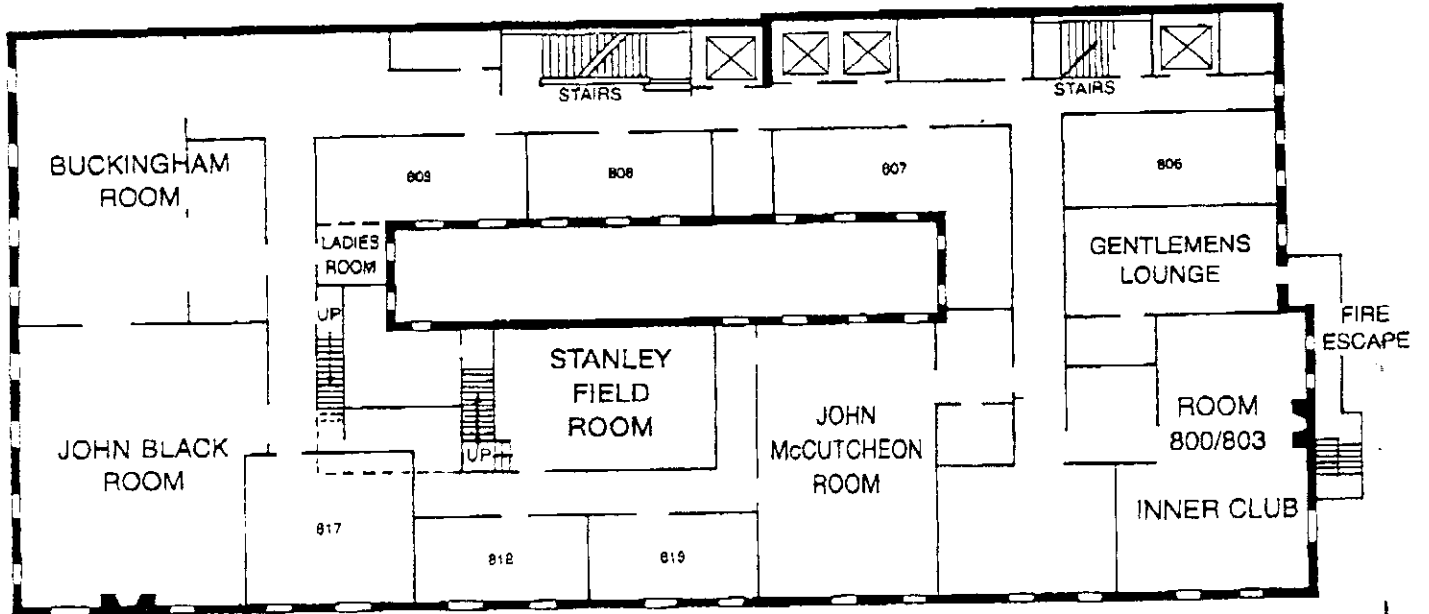 STAIRS
STAIRS
BUCKINGHAM
ROOM
809
808
807
806
LADIES
ROOM
GENTLEMENS
LOUNGE
UP
FIRE
ESCAPE
STANLEY
FIELD
ROOM
JOHN
McCUTCHEON
ROOM
ROOM
800/803
JOHN BLACK
ROOM
UP
INNER CLUB
817
818
819